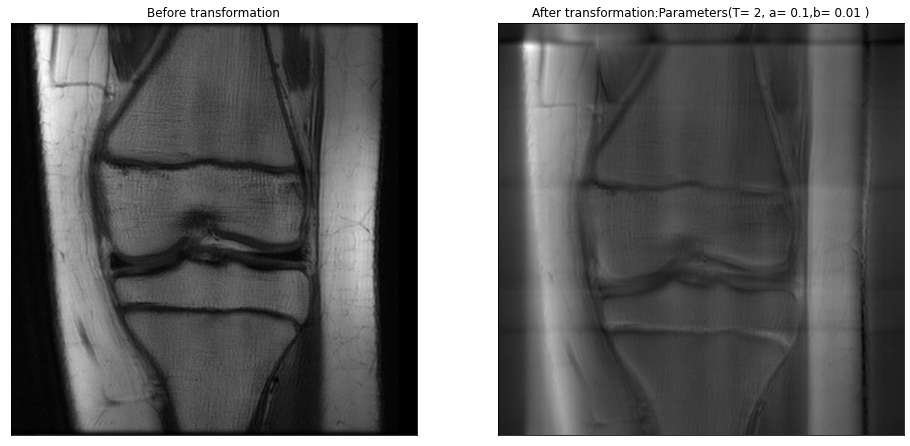 Before transformation
After transformation:Parameters(T= 2, a= 0.1,b= 0.01 )